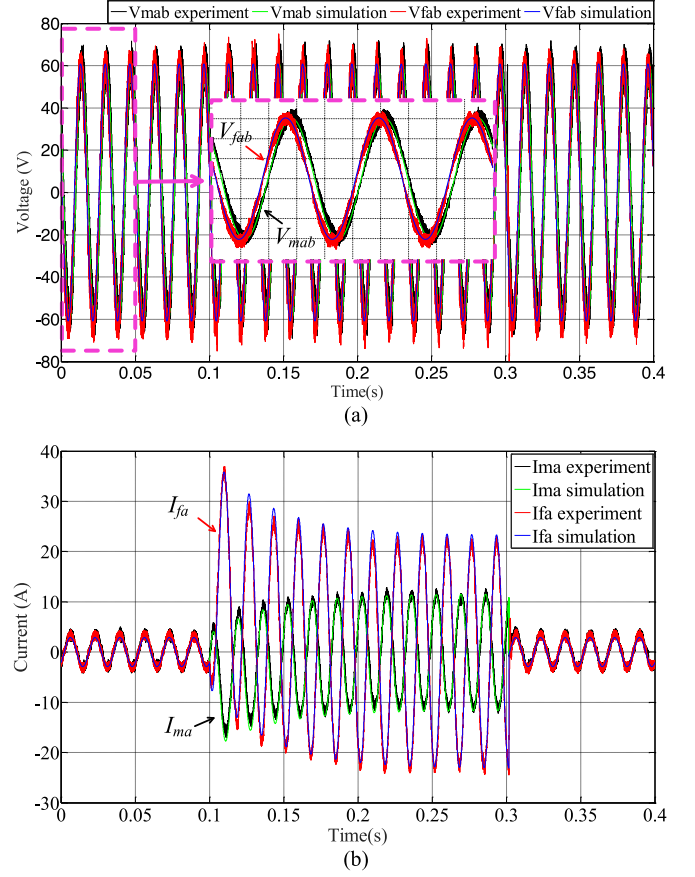 Vmab experiment Vmab simulation Vfab experiment Vfab simulation
80
60
40
20
0
-20
-40
-60
-80
Voltage (V)
Vfab
Vmab
0 0.05 0.1 0.15 0.2 0.25 0.3 0.35 0.4
Time(s)
(a)
40
30
20
10
0
-10
-20
-30
Current (A)
Ifa
Ima
Ima experiment
Ima simulation
Ifa experiment
Ifa simulation
0 0.05 0.1 0.15 0.2 0.25 0.3 0.35 0.4
Time(s)
(b)